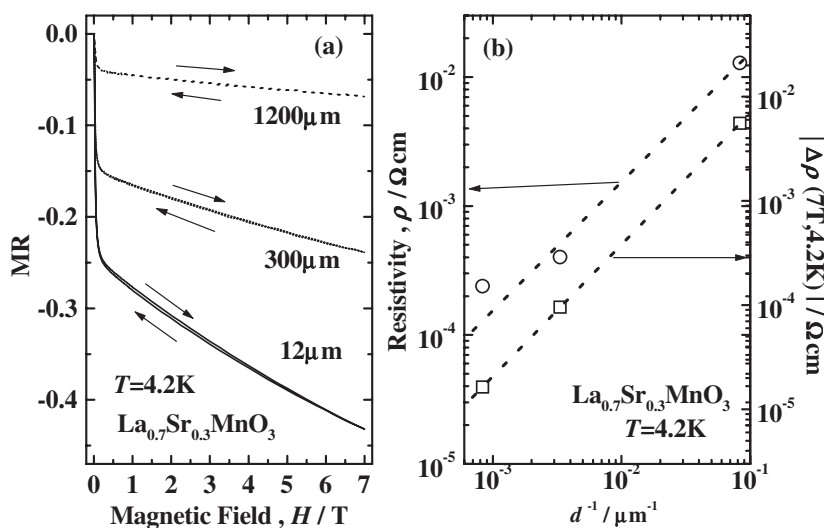 (a)
0.0
-0.1
-0.2
-0.3
-0.4
MR
1200μm
300μm
12μm
T=4.2K
La0.7Sr0.3MnO3
0 1 2 3 4 5 6 7
Magnetic Field , H / T
(b)
10-2
10-3
10-4
10-5
Resistivity , ρ / Ωcm
La0.7Sr0.3MnO3
T=4.2K
10-3 10-2 10-1
d -1 / μm-1
10-2
10-3
10-4
10-5
| Δρ (7T,4.2K) | / Ωcm